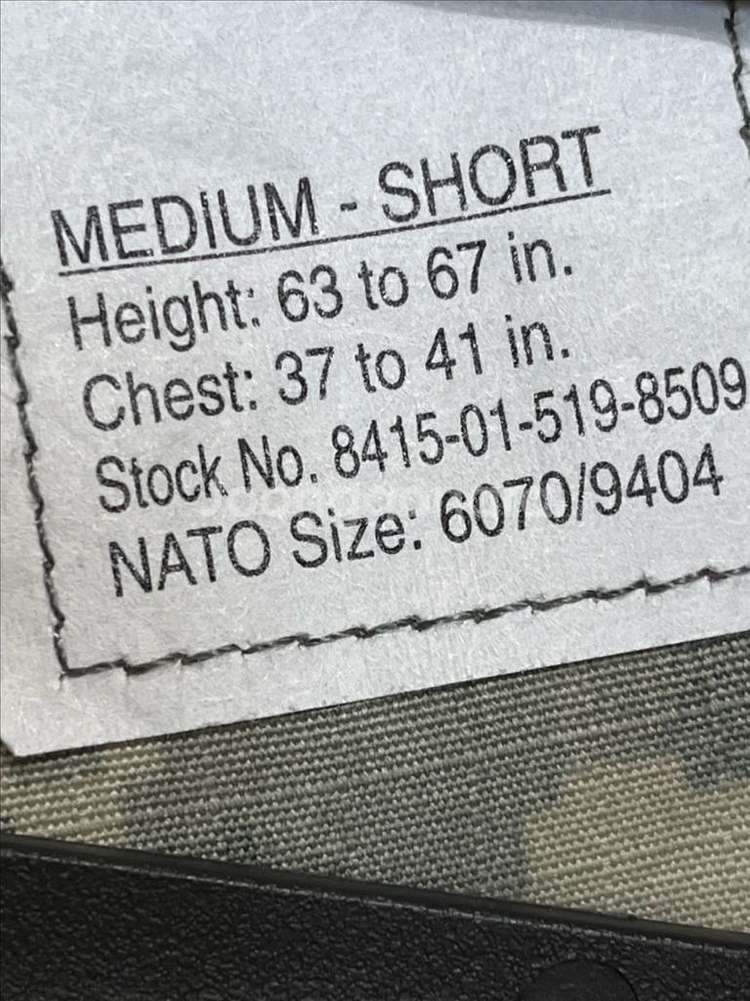 MEDIUM - SHORT
Height: 63 to 67 in.
Chest: 37 to 41 in.
Stock No. 8415-01-519-8509
NATO Size: 6070/9404